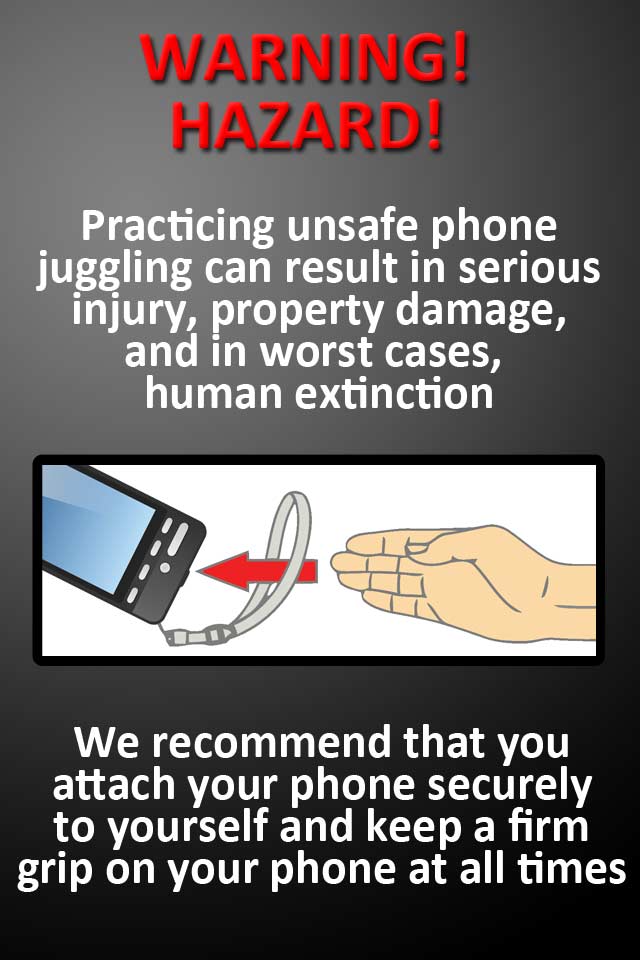 WARNING!
HAZARD!
Practicing unsafe phone
juggling can result in serious
injury, property damage,
and in worst cases,
human extinction
We recommend that you
attach your phone securely
to yourself and keep a firm
grip on your phone at all times